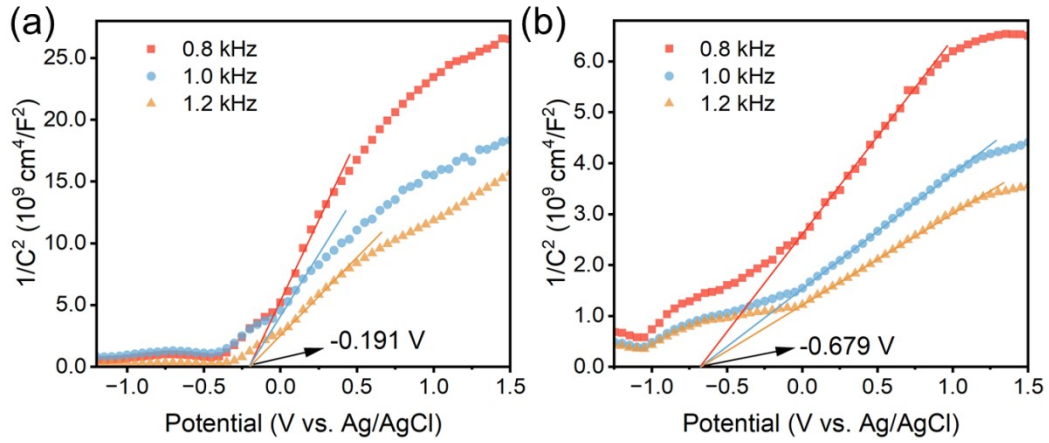 (a)
25.0
20.0
15.0
10.0
5.0
0.0
1/C² (10⁹ cm⁴/F²)
0.8 kHz
1.0 kHz
1.2 kHz
-0.191 V
−1.0 −0.5 0.0 0.5 1.0 1.5
Potential (V vs. Ag/AgCl)
(b)
6.0
5.0
4.0
3.0
2.0
1.0
0.0
1/C² (10⁹ cm⁴/F²)
0.8 kHz
1.0 kHz
1.2 kHz
-0.679 V
−1.0 −0.5 0.0 0.5 1.0 1.5
Potential (V vs. Ag/AgCl)